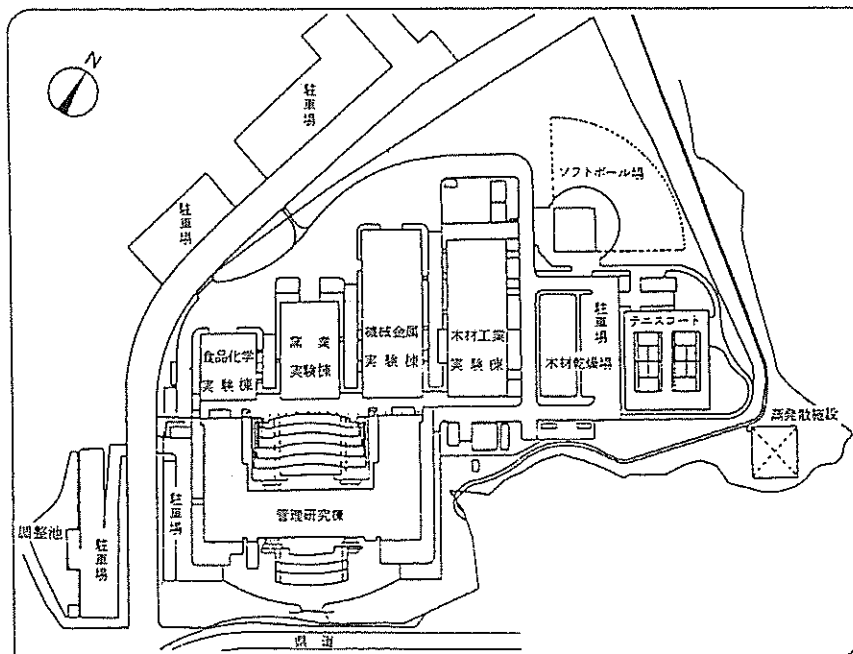 N
駐車場
駐車場
ソフトボール場
機械金属
実験棟
木材工業
実験棟
窯業
実験棟
食品化学
実験棟
駐車場
木材乾燥場
テニスコート
蒸発散施設
管理研究棟
駐車場
調整池
駐車場
県道